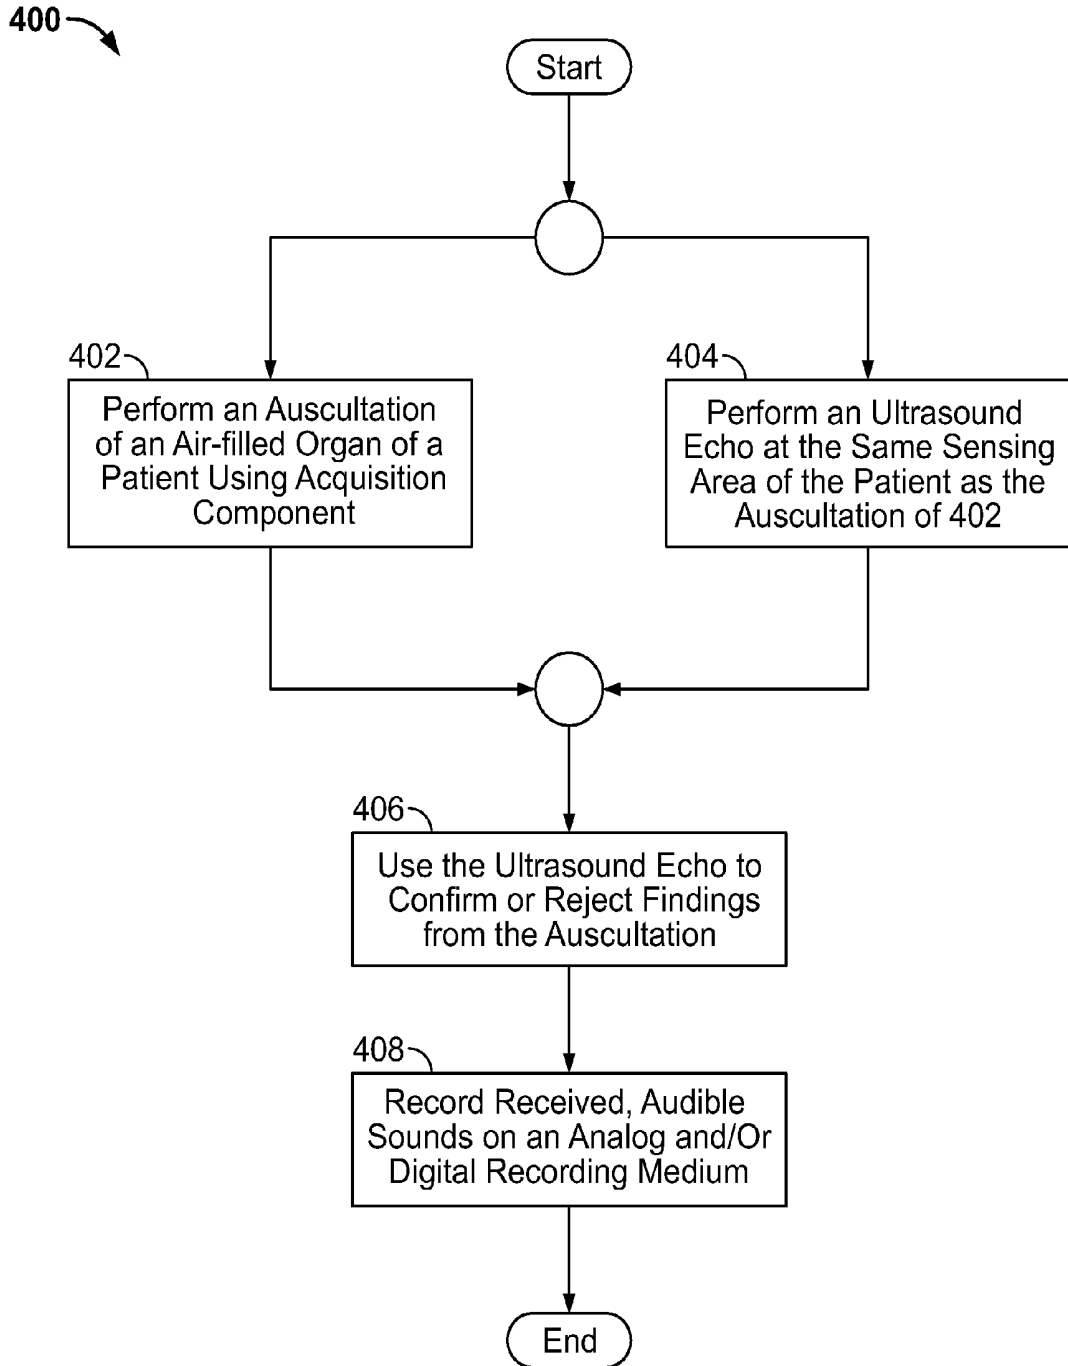 400
Start
402
Perform an Auscultation
of an Air-filled Organ of a
Patient Using Acquisition
Component
404
Perform an Ultrasound
Echo at the Same Sensing
Area of the Patient as the
Auscultation of 402
406
Use the Ultrasound Echo to
Confirm or Reject Findings
from the Auscultation
408
Record Received, Audible
Sounds on an Analog and/Or
Digital Recording Medium
End